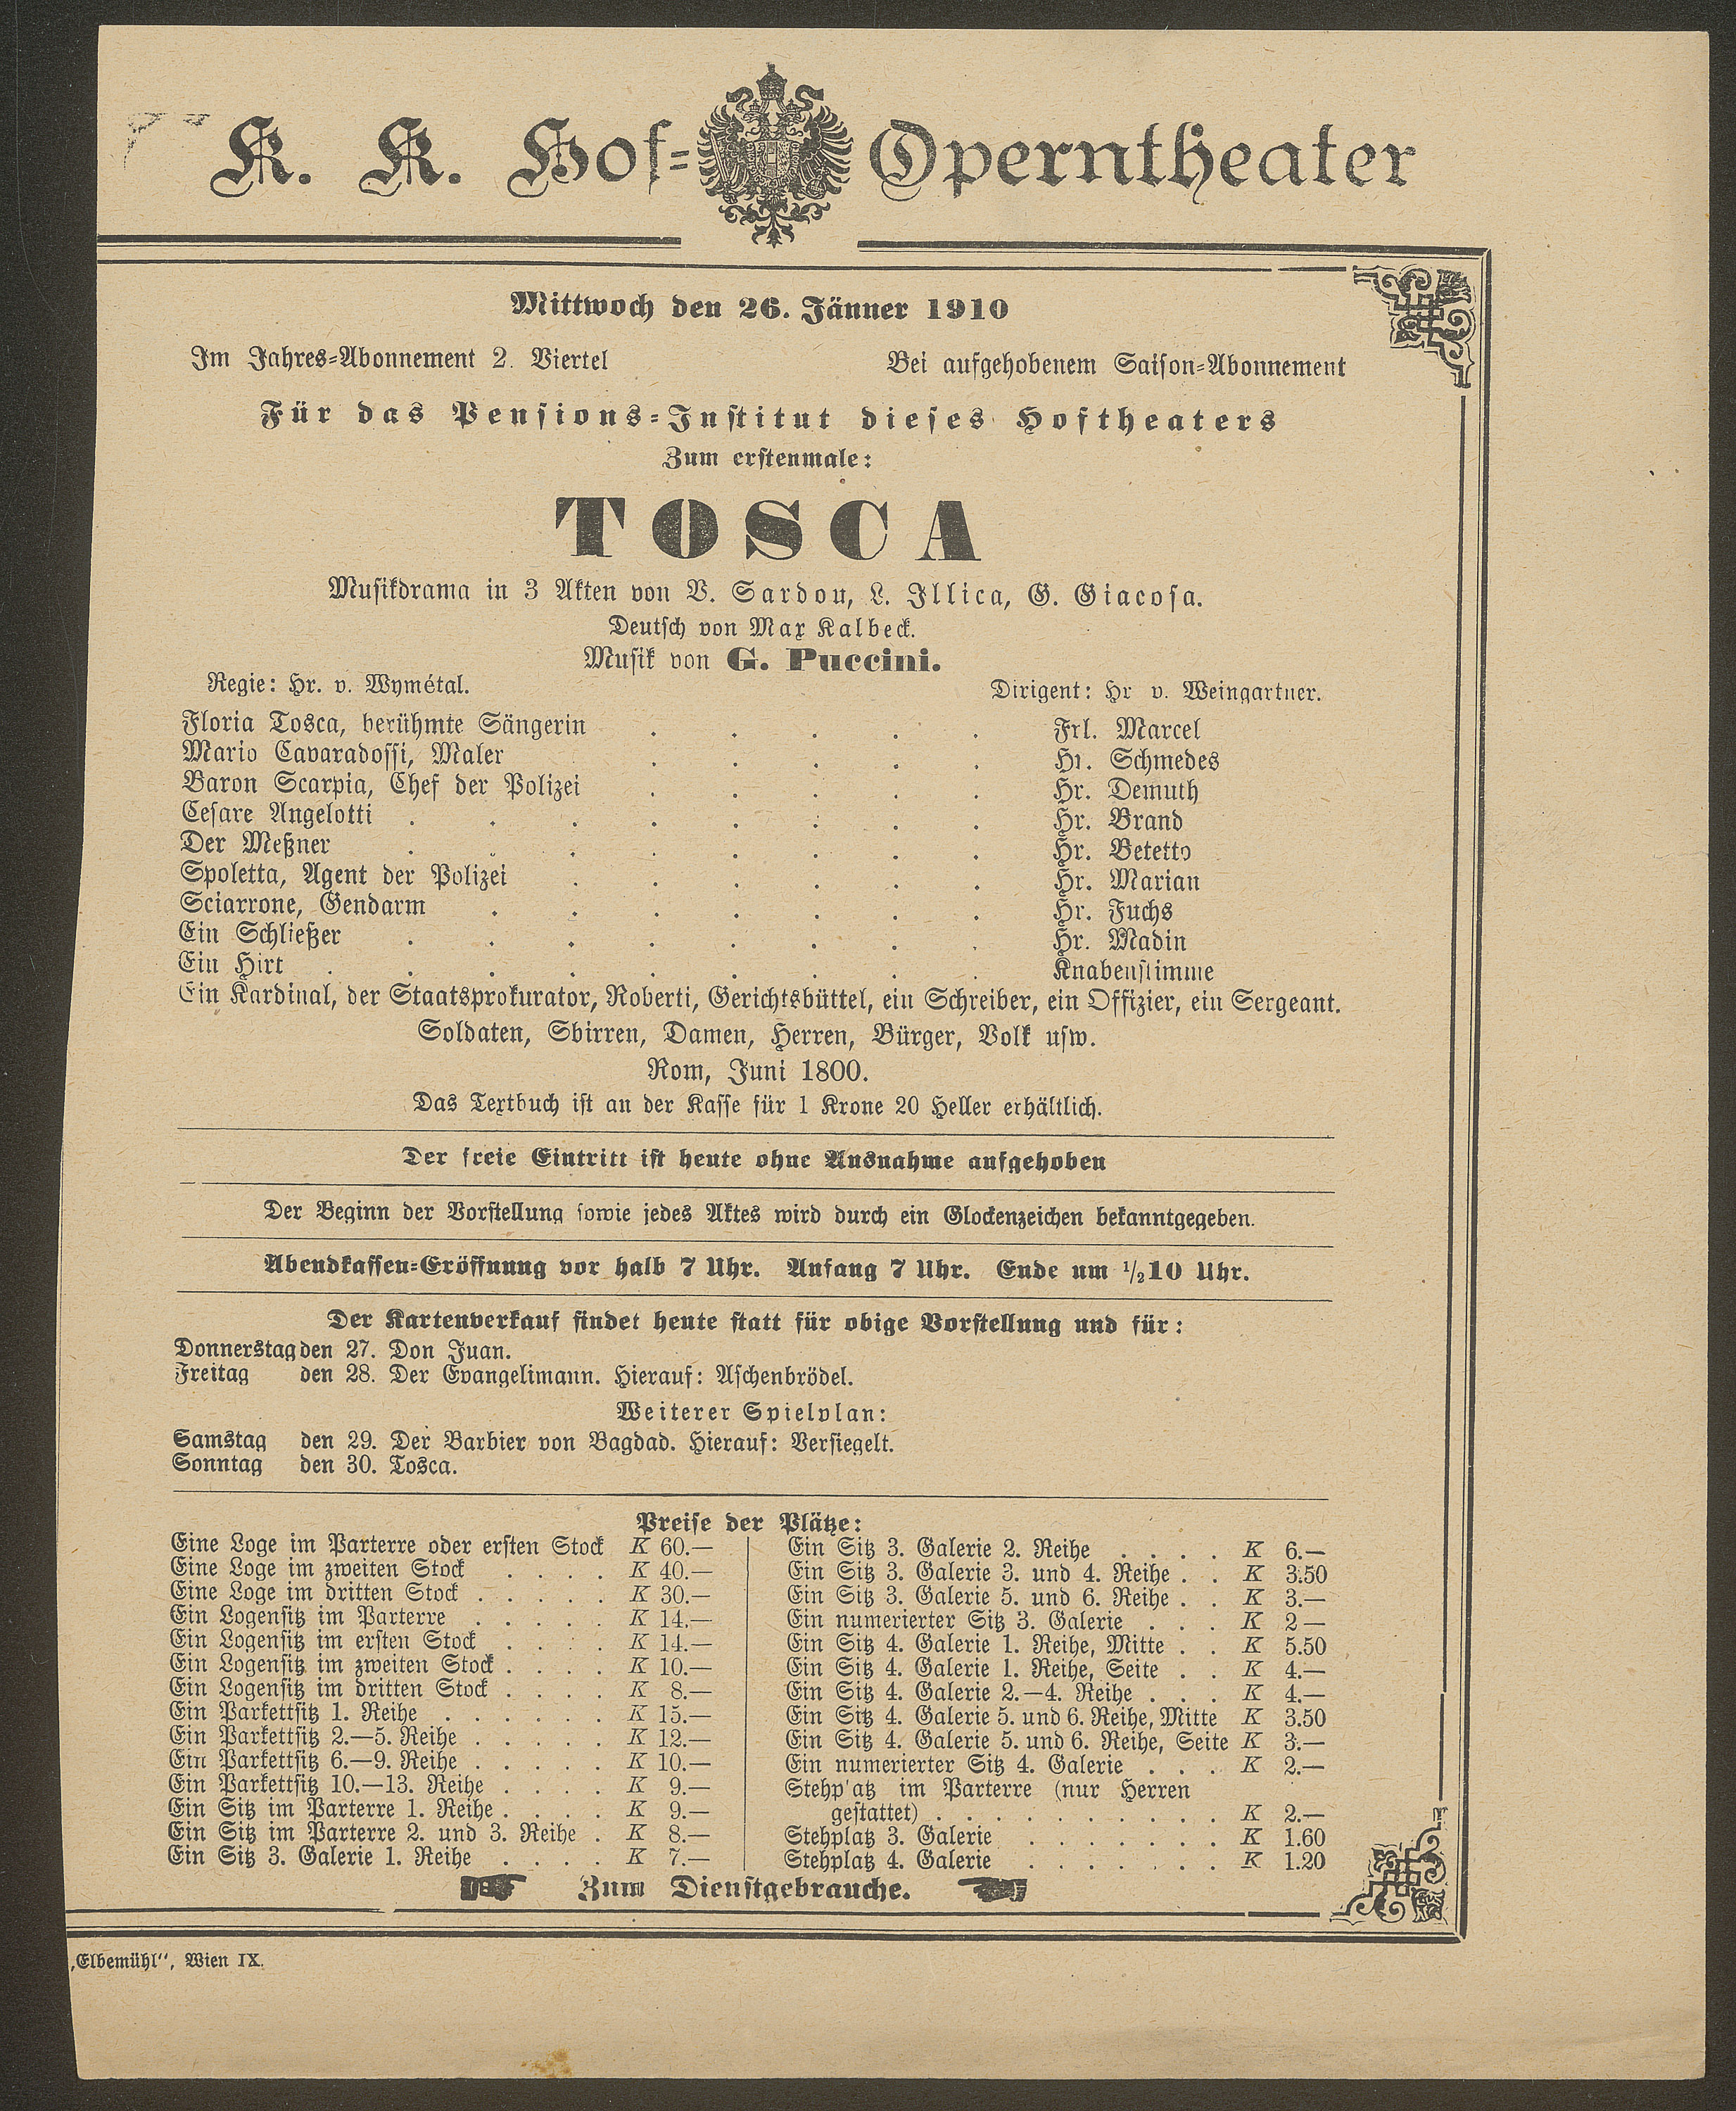 K. K. Hof-Operntheater
Mittwoch den 26. Jänner 1910
Im Jahres-Abonnement 2. Viertel Bei aufgehobenem Saison-Abonnement
Für das Pensions-Institut dieses Hoftheaters
Zum erstenmale:
TOSCA
Musikdrama in 3 Akten von V. Sardou, L. Illica, G. Giacosa.
Deutsch von Max Kalbeck.
Musik von G. Puccini.
Regie: Hr. v. Wymétal. Dirigent: Hr v. Weingartner.
Floria Tosca, berühmte Sängerin . . . . . Frl. Marcel
Mario Cavaradossi, Maler . . . . . Hr. Schmedes
Baron Scarpia, Chef der Polizei . . . . . Hr. Demuth
Cesare Angelotti . . . . . . . . Hr. Brand
Der Meßner . . . . . . . . Hr. Betetto
Spoletta, Agent der Polizei . . . . . . Hr. Marian
Sciarrone, Gendarm . . . . . . . Hr. Fuchs
Ein Schließer . . . . . . . . Hr. Madin
Ein Hirt . . . . . . . . . Knabenstimme
Ein Kardinal, der Staatsprokurator, Roberti, Gerichtsbüttel, ein Schreiber, ein Offizier, ein Sergeant.
Soldaten, Sbirren, Damen, Herren, Bürger, Volk usw.
Rom, Juni 1800.
Das Textbuch ist an der Kasse für 1 Krone 20 Heller erhältlich.
Der freie Eintritt ist heute ohne Ausnahme aufgehoben
Der Beginn der Vorstellung sowie jedes Aktes wird durch ein Glockenzeichen bekanntgegeben.
Abendkassen-Eröffnung vor halb 7 Uhr. Anfang 7 Uhr. Ende um 1/2 10 Uhr.
Der Kartenverkauf findet heute statt für obige Vorstellung und für:
Donnerstag den 27. Don Juan.
Freitag den 28. Der Evangelimann. Hierauf: Aschenbrödel.
Weiterer Spielplan:
Samstag den 29. Der Barbier von Bagdad. Hierauf: Versiegelt.
Sonntag den 30. Tosca.
Preise der Plätze:
Eine Loge im Parterre oder ersten Stock K 60.—
Eine Loge im zweiten Stock . . . . K 40.—
Eine Loge im dritten Stock . . . . . K 30.—
Ein Logensitz im Parterre . . . . . K 14.—
Ein Logensitz im ersten Stock . . . . K 14.—
Ein Logensitz im zweiten Stock . . . . K 10.—
Ein Logensitz im dritten Stock . . . . K 8.—
Ein Parkettsitz 1. Reihe . . . . . . K 15.—
Ein Parkettsitz 2.—5. Reihe . . . . . K 12.—
Ein Parkettsitz 6.—9. Reihe . . . . . K 10.—
Ein Parkettsitz 10.—13. Reihe . . . . K 9.—
Ein Sitz im Parterre 1. Reihe . . . . K 9.—
Ein Sitz im Parterre 2. und 3. Reihe . K 8.—
Ein Sitz 3. Galerie 1. Reihe . . . . K 7.—
Ein Sitz 3. Galerie 2. Reihe . . . . K 6.—
Ein Sitz 3. Galerie 3. und 4. Reihe . . K 3.50
Ein Sitz 3. Galerie 5. und 6. Reihe . . K 3.—
Ein numerierter Sitz 3. Galerie . . . K 2—
Ein Sitz 4. Galerie 1. Reihe, Mitte . . K 5.50
Ein Sitz 4. Galerie 1. Reihe, Seite . . K 4.—
Ein Sitz 4. Galerie 2.—4. Reihe . . . K 4.—
Ein Sitz 4. Galerie 5. und 6. Reihe, Mitte K 3.50
Ein Sitz 4. Galerie 5. und 6. Reihe, Seite K 3.—
Ein numerierter Sitz 4. Galerie . . . K 2.—
Stehp'atz im Parterre (nur Herren
gestattet) . . . . . . . . . . K 2.—
Stehplatz 3. Galerie . . . . . . . K 1.60
Stehplatz 4. Galerie . . . . . . . K 1.20
Zum Dienstgebrauche.
„Elbemühl“, Wien IX.